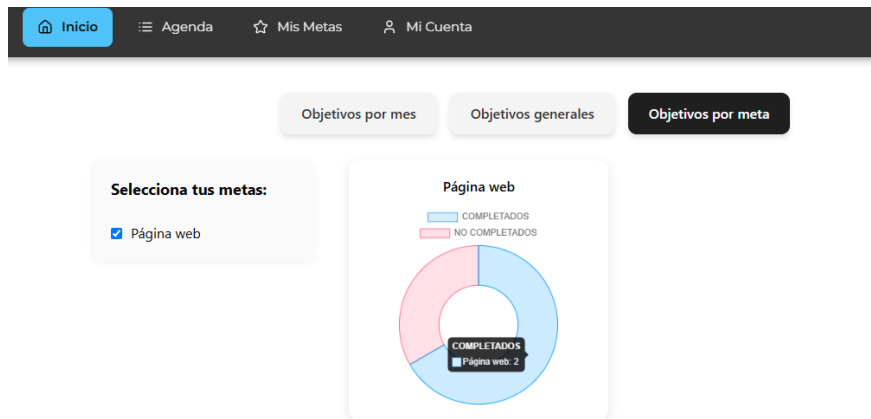 Inicio Agenda Mis Metas Mi Cuenta
Objetivos por mes Objetivos generales Objetivos por meta
Selecciona tus metas:
Página web
Página web
COMPLETADOS
NO COMPLETADOS
COMPLETADOS
Página web: 2